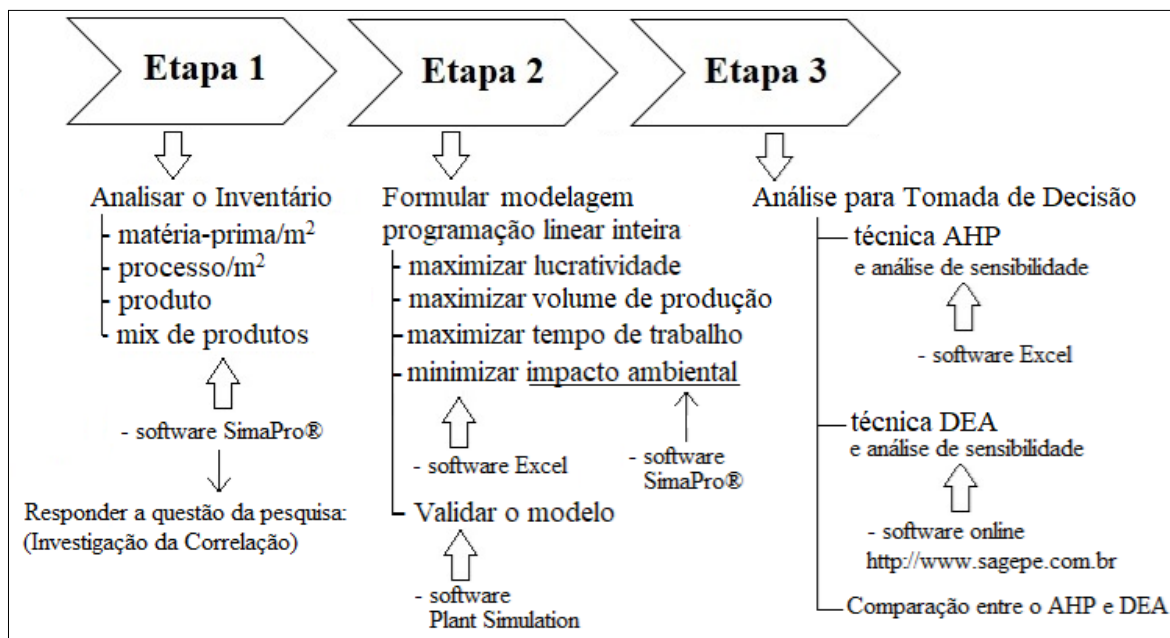 Etapa 1
Etapa 2
Etapa 3
Analisar o Inventário
- matéria-prima/m²
- processo/m²
- produto
- mix de produtos
- software SimaPro®
Responder a questão da pesquisa:
(Investigação da Correlação)
Formular modelagem
programação linear inteira
- maximizar lucratividade
- maximizar volume de produção
- maximizar tempo de trabalho
- minimizar impacto ambiental
- software Excel
- software
SimaPro®
- Validar o modelo
- software
Plant Simulation
Análise para Tomada de Decisão
técnica AHP
e análise de sensibilidade
- software Excel
técnica DEA
e análise de sensibilidade
- software online
http://www.sagepe.com.br
Comparação entre o AHP e DEA